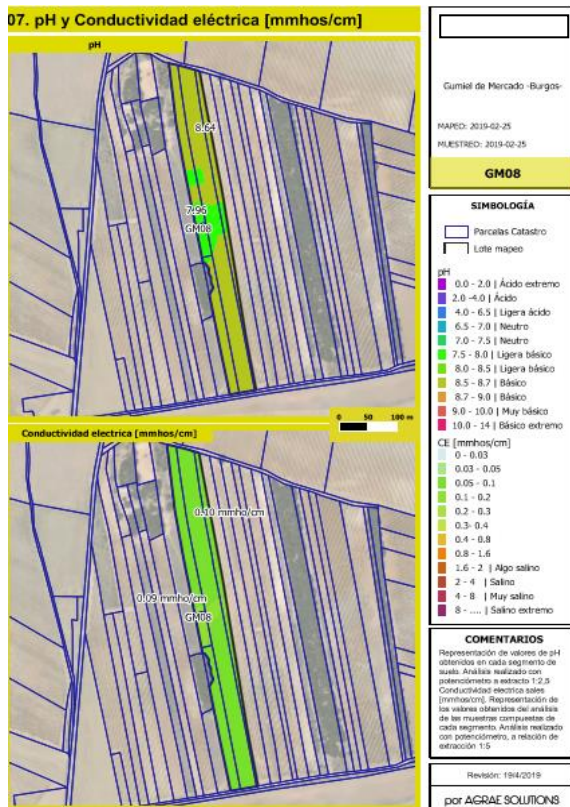 07. pH y Conductividad eléctrica [mmhos/cm]
pH
8.64
7.96
GM08
0 50 100 m
Conductividad electrica [mmhos/cm]
0.10 mmho/cm
0.09 mmho/cm
GM08
Gumiel de Mercado -Burgos-
MAPEO: 2019-02-25
MUESTREO: 2019-02-25
GM08
SIMBOLOGÍA
Parcelas Catastro
Lote mapeo
pH
0.0 - 2.0 | Ácido extremo
2.0 -4.0 | Ácido
4.0 - 6.5 | Ligera ácido
6.5 - 7.0 | Neutro
7.0 - 7.5 | Neutro
7.5 - 8.0 | Ligera básico
8.0 - 8.5 | Ligera básico
8.5 - 8.7 | Básico
8.7 - 9.0 | Básico
9.0 - 10.0 | Muy básico
10.0 - 14 | Básico extremo
CE [mmhos/cm]
0 - 0.03
0.03 - 0.05
0.05 - 0.1
0.1 - 0.2
0.2 - 0.3
0.3- 0.4
0.4 - 0.8
0.8 - 1.6
1.6 - 2 | Algo salino
2 - 4 | Salino
4 - 8 | Muy salino
8 - .... | Salino extremo
COMENTARIOS
Representación de valores de pH
obtenidos en cada segmento de
suelo. Análisis realizado con
potenciómetro a extracto 1:2,5
Conductividad electrica sales
[mmhos/cm]. Representación de
los valores obtenidos del análisis
de las muestras compuestas de
cada segmento. Análisis realizado
con potenciómetro, a relación de
extracción 1:5
Revisión: 19/4/2019
por AGRAE SOLUTIONS